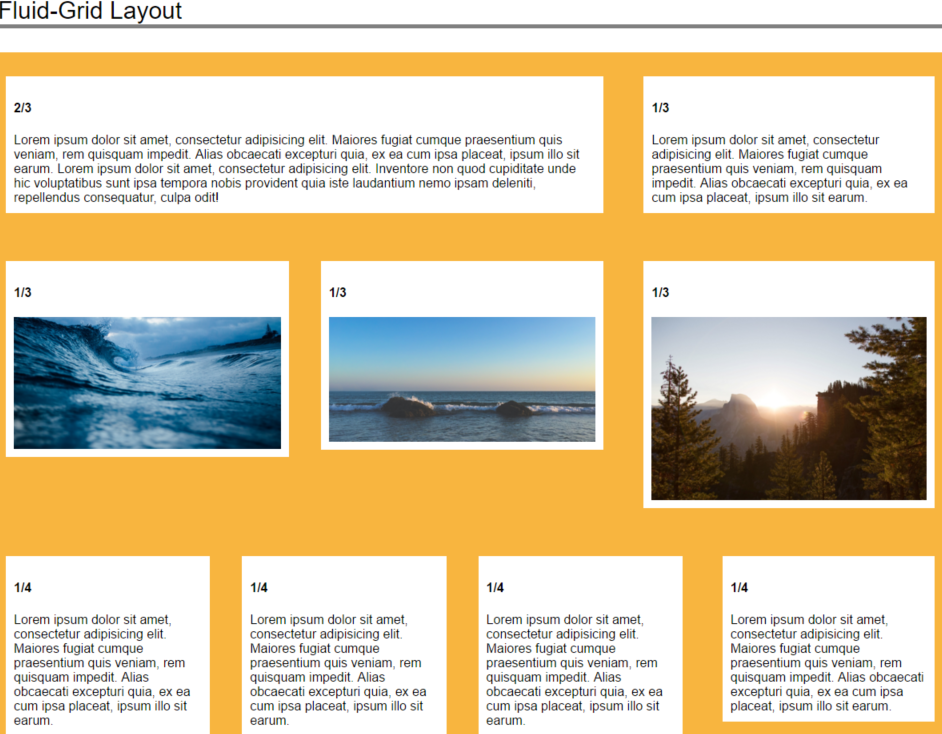 Fluid-Grid Layout
2/3
Lorem ipsum dolor sit amet, consectetur adipisicing elit. Maiores fugiat cumque praesentium quis
veniam, rem quisquam impedit. Alias obcaecati excepturi quia, ex ea cum ipsa placeat, ipsum illo sit
earum. Lorem ipsum dolor sit amet, consectetur adipisicing elit. Inventore non quod cupiditate unde
hic voluptatibus sunt ipsa tempora nobis provident quia iste laudantium nemo ipsam deleniti,
repellendus consequatur, culpa odit!
1/3
Lorem ipsum dolor sit amet, consectetur
adipisicing elit. Maiores fugiat cumque
praesentium quis veniam, rem quisquam
impedit. Alias obcaecati excepturi quia, ex ea
cum ipsa placeat, ipsum illo sit earum.
1/3
1/3
1/3
1/4
Lorem ipsum dolor sit amet,
consectetur adipisicing elit.
Maiores fugiat cumque
praesentium quis veniam, rem
quisquam impedit. Alias
obcaecati excepturi quia, ex ea
cum ipsa placeat, ipsum illo sit
earum.
1/4
Lorem ipsum dolor sit amet,
consectetur adipisicing elit.
Maiores fugiat cumque
praesentium quis veniam, rem
quisquam impedit. Alias
obcaecati excepturi quia, ex ea
cum ipsa placeat, ipsum illo sit
earum.
1/4
Lorem ipsum dolor sit amet,
consectetur adipisicing elit.
Maiores fugiat cumque
praesentium quis veniam, rem
quisquam impedit. Alias
obcaecati excepturi quia, ex ea
cum ipsa placeat, ipsum illo sit
earum.
1/4
Lorem ipsum dolor sit amet,
consectetur adipisicing elit.
Maiores fugiat cumque
praesentium quis veniam, rem
quisquam impedit. Alias obcaecati
excepturi quia, ex ea cum ipsa
placeat, ipsum illo sit earum.